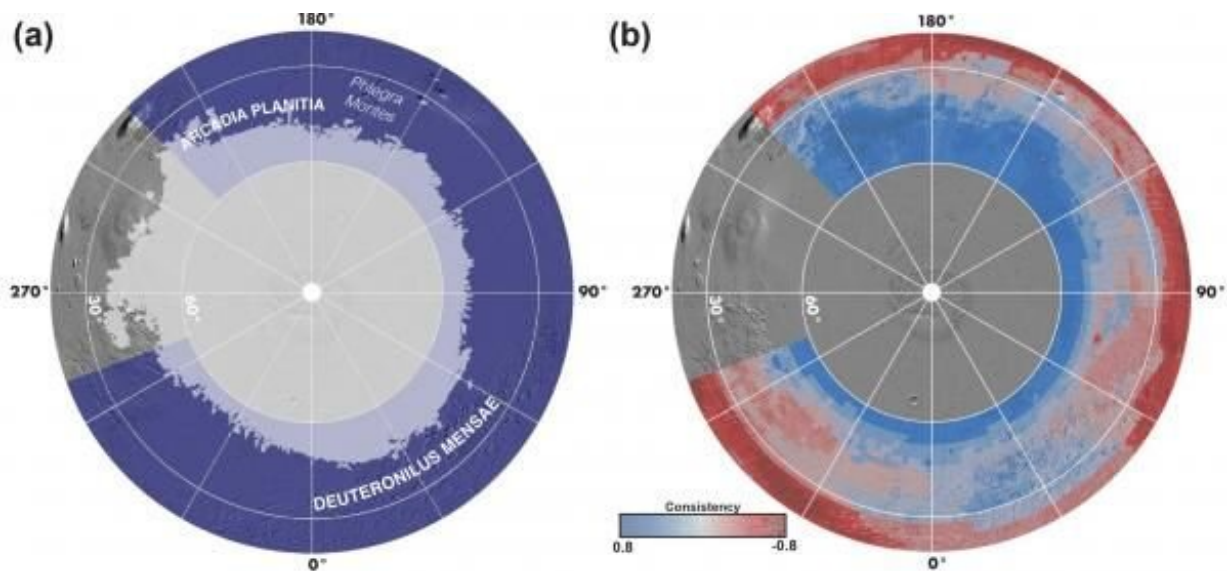 (a)
180°
ARCADIA PLANITIA
Phlegra
Montes
270°
30°
60°
90°
DEUTERONILUS MENSAE
0°
(b)
180°
270°
30°
60°
90°
Consistency
0.8
-0.8
0°